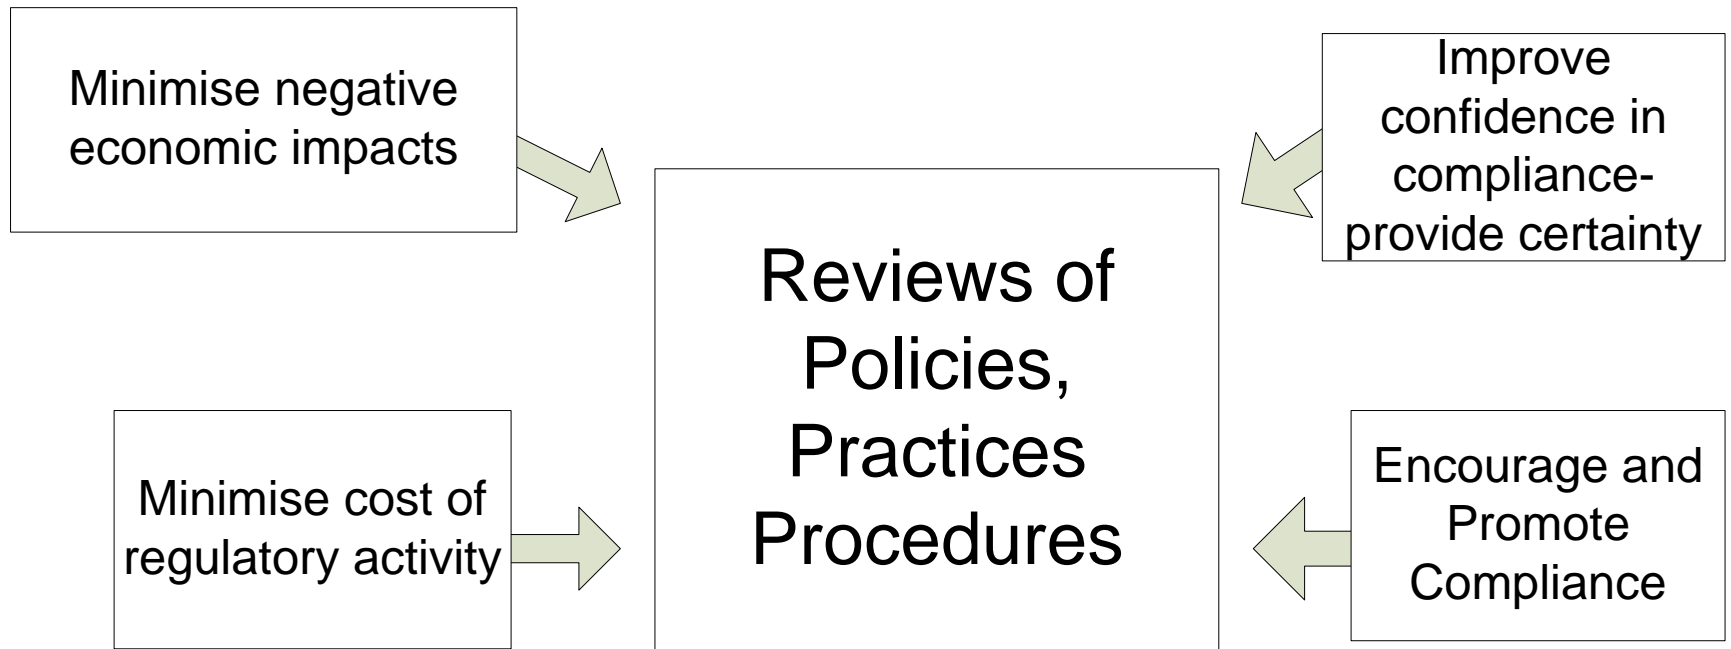 Minimise negative
economic impacts
Improve
confidence in
compliance-
provide certainty
Reviews of
Policies,
Practices
Procedures
Minimise cost of
regulatory activity
Encourage and
Promote
Compliance